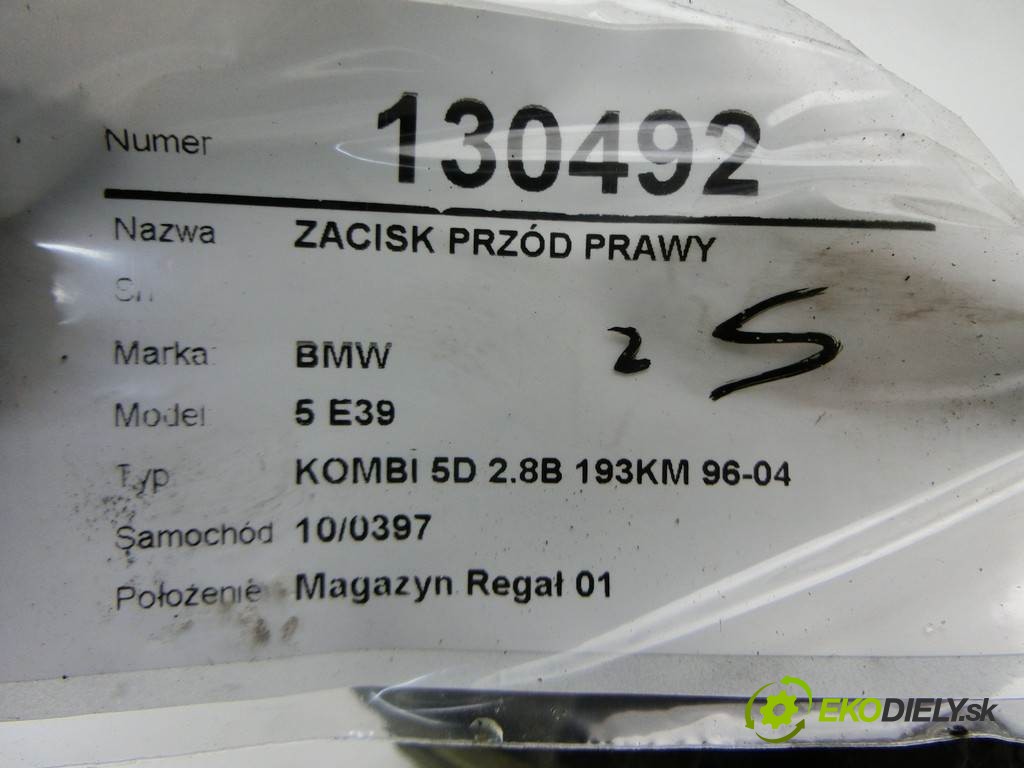 Numer 130492
Nazwa ZACISK PRZÓD PRAWY
Marka: BMW
2 S
Model 5 E39
Typ KOMBI 5D 2.8B 193KM 96-04
Samochód 10/0397
Położenie Magazyn Regał 01
EKODIELY.sk